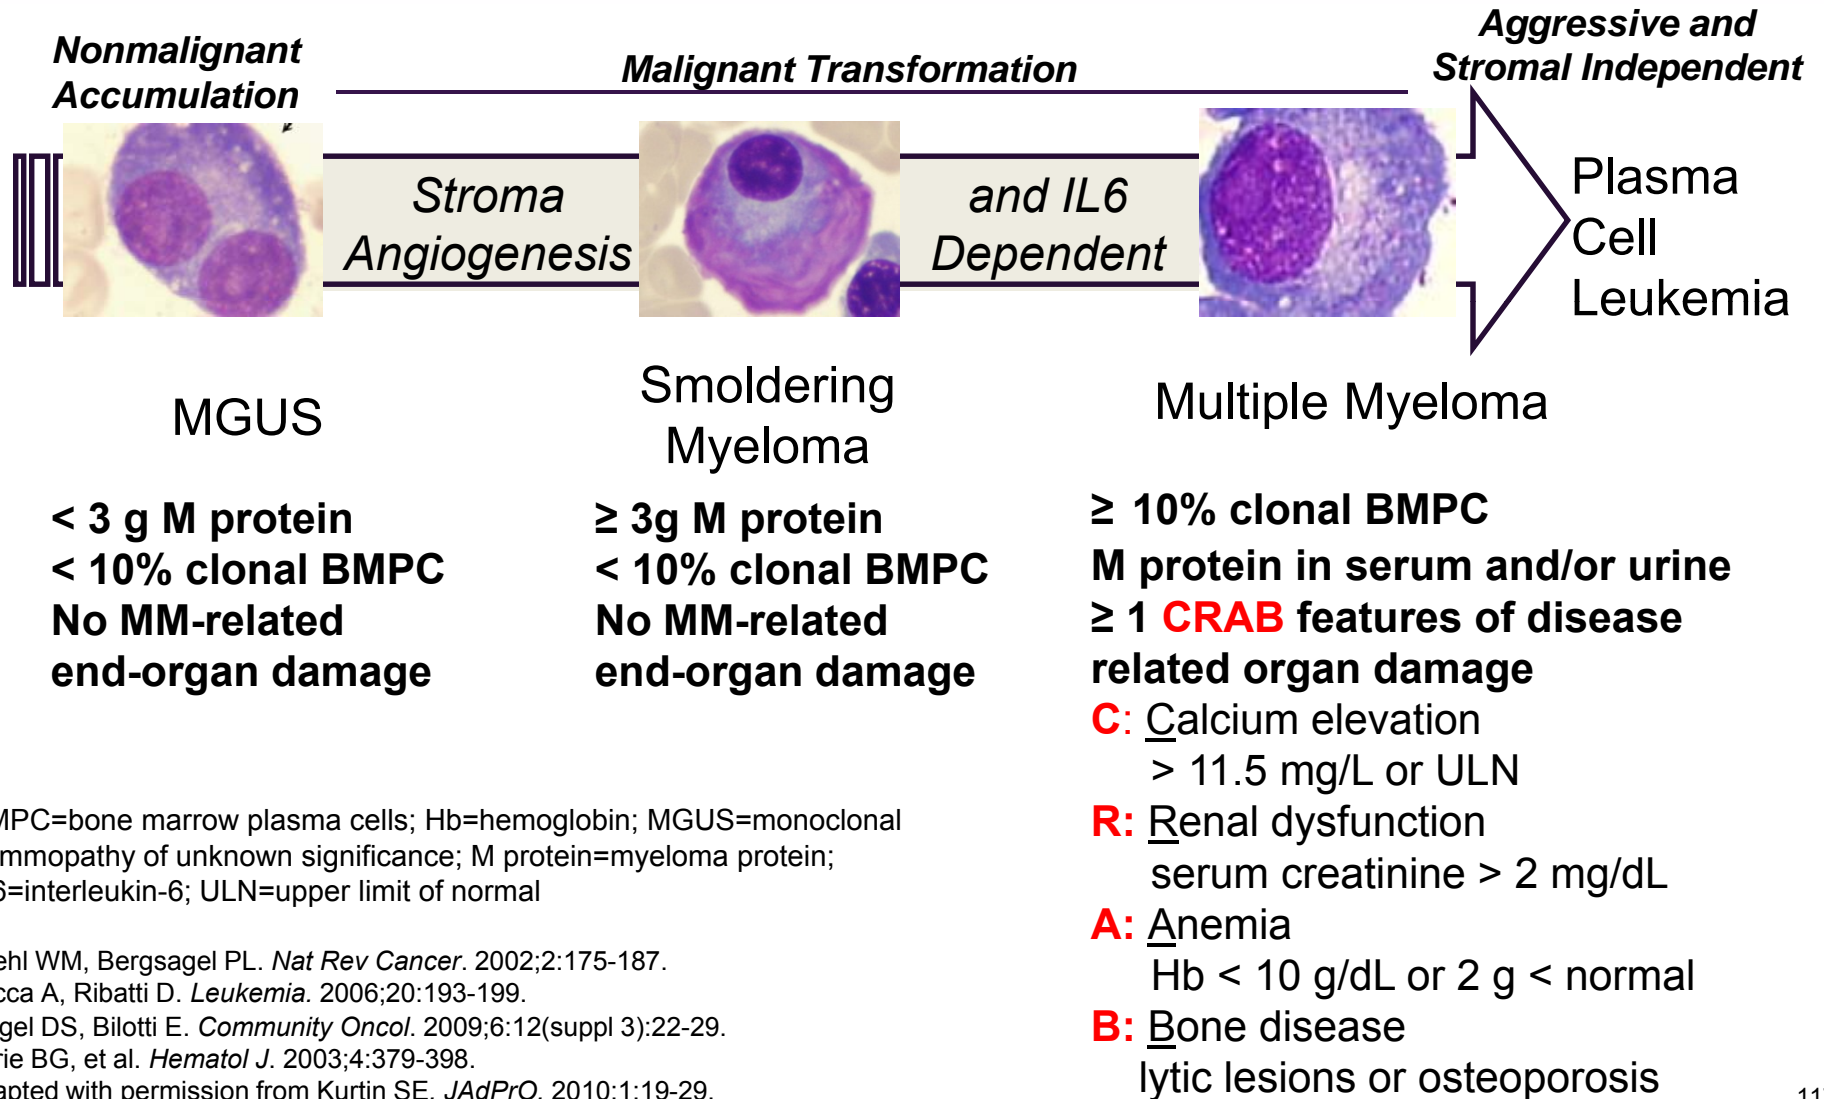 Nonmalignant
Accumulation
Malignant Transformation
Aggressive and
Stromal Independent
Stroma
Angiogenesis
and IL6
Dependent
Plasma
Cell
Leukemia
MGUS
< 3 g M protein
< 10% clonal BMPC
No MM-related
end-organ damage
Smoldering
Myeloma
≥ 3g M protein
< 10% clonal BMPC
No MM-related
end-organ damage
Multiple Myeloma
≥ 10% clonal BMPC
M protein in serum and/or urine
≥ 1 CRAB features of disease
related organ damage
C: Calcium elevation
> 11.5 mg/L or ULN
R: Renal dysfunction
serum creatinine > 2 mg/dL
A: Anemia
Hb < 10 g/dL or 2 g < normal
B: Bone disease
lytic lesions or osteoporosis
MPC=bone marrow plasma cells; Hb=hemoglobin; MGUS=monoclonal
mmopathy of unknown significance; M protein=myeloma protein;
6=interleukin-6; ULN=upper limit of normal
ehl WM, Bergsagel PL. Nat Rev Cancer. 2002;2:175-187.
cca A, Ribatti D. Leukemia. 2006;20:193-199.
gel DS, Bilotti E. Community Oncol. 2009;6:12(suppl 3):22-29.
rie BG, et al. Hematol J. 2003;4:379-398.
apted with permission from Kurtin SE. JAdPrO. 2010:1:19-29.